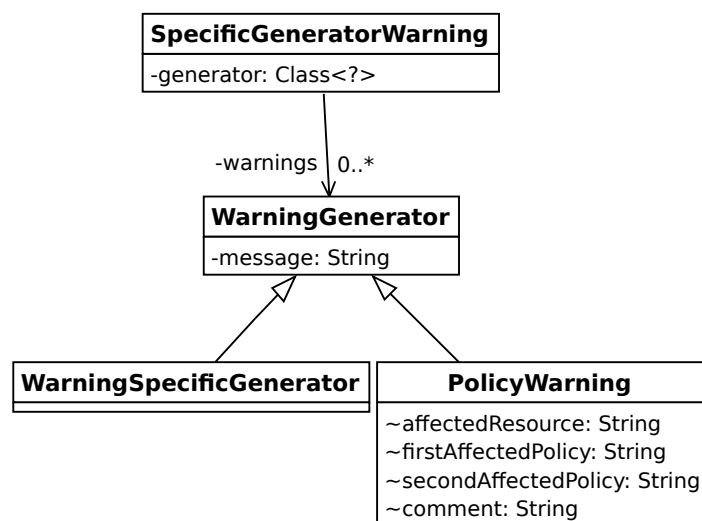 SpecificGeneratorWarning
-generator: Class<?>
-warnings 0..*
WarningGenerator
-message: String
WarningSpecificGenerator
PolicyWarning
~affectedResource: String
~firstAffectedPolicy: String
~secondAffectedPolicy: String
~comment: String